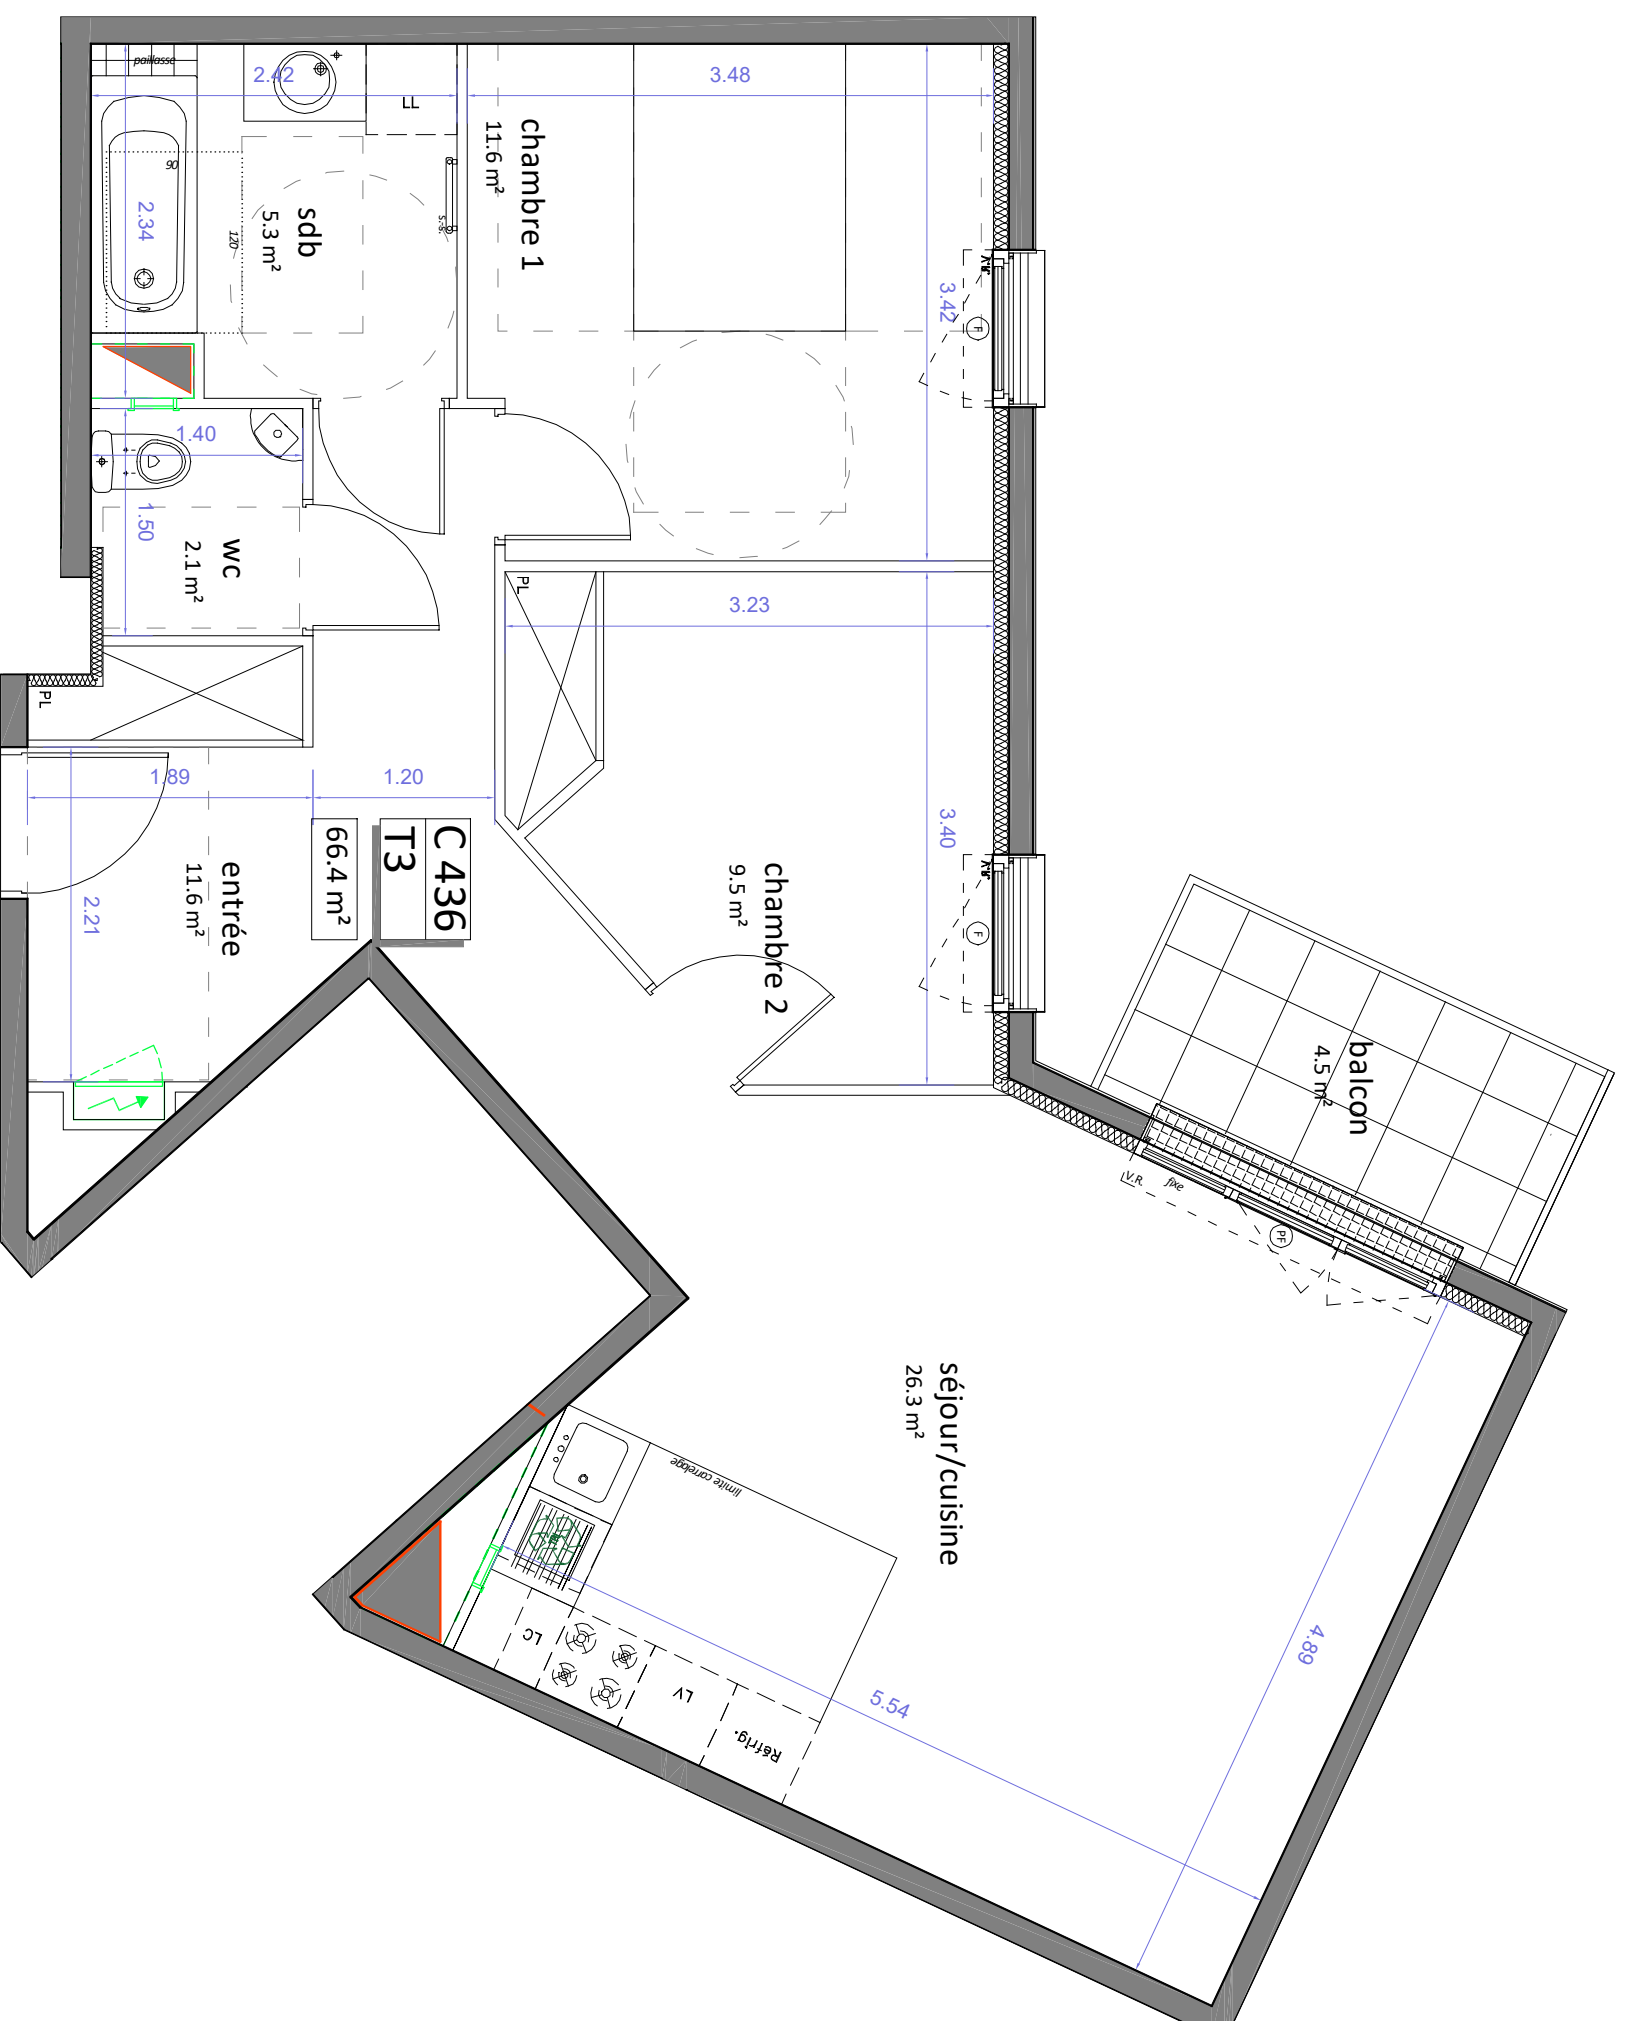 paillasse
2.42
LL
3.48
chambre 1
11.6 m²
90
2.34
sdb
5.3 m²
120
s.-s.
3.42
V.R.
F
1.40
1.50
wc
2.1 m²
PL
PL
3.23
1.89
1.20
3.40
V.R.
F
C 436
T3
66.4 m²
entrée
11.6 m²
2.21
chambre 2
9.5 m²
balcon
4.5 m²
V.R.
fixe
PF
séjour/cuisine
26.3 m²
limite carrelage
LC
LV
Réfrig.
4.89
5.54